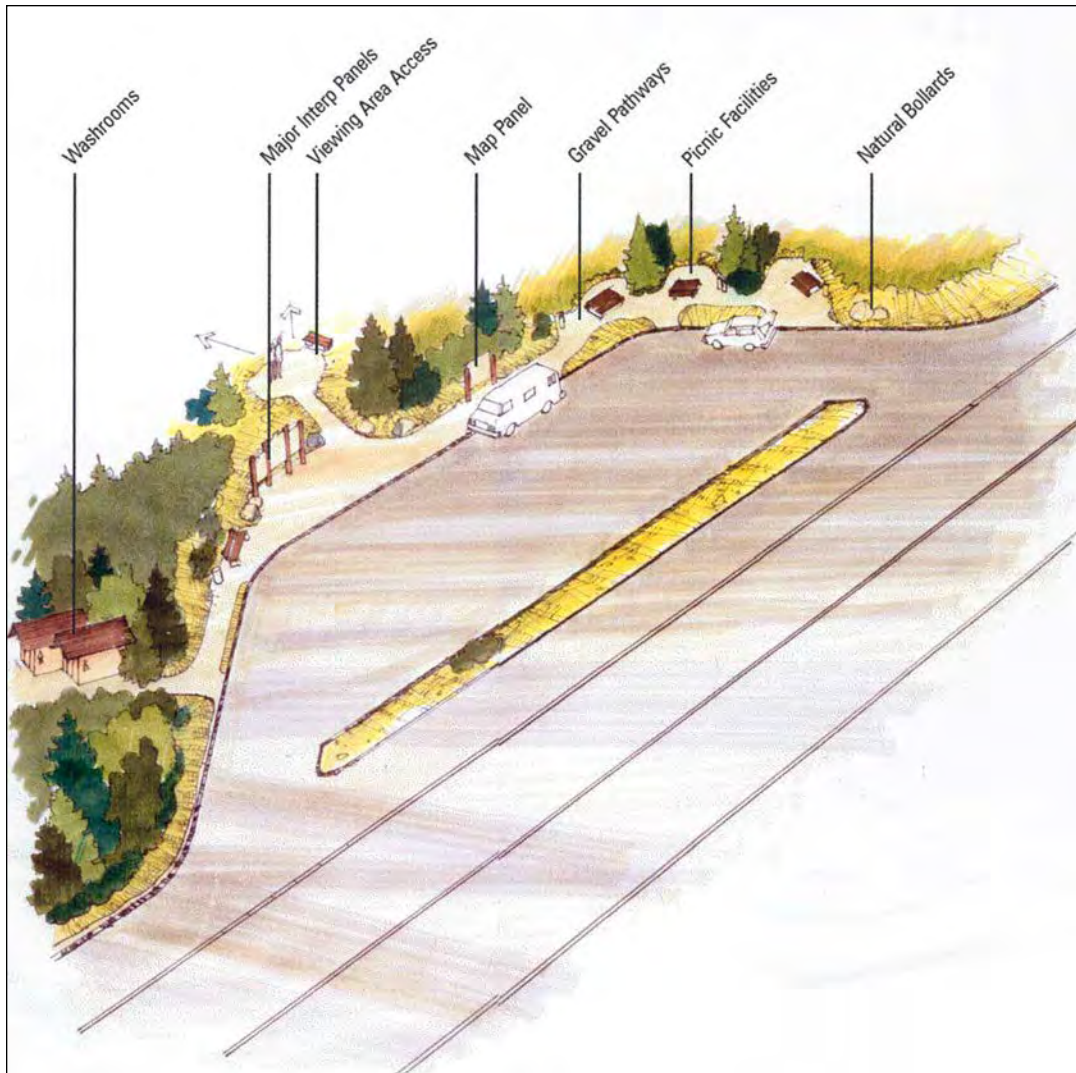 Washrooms
Major Interp Panels
Viewing Area Access
Map Panel
Gravel Pathways
Picnic Facilities
Natural Bollards